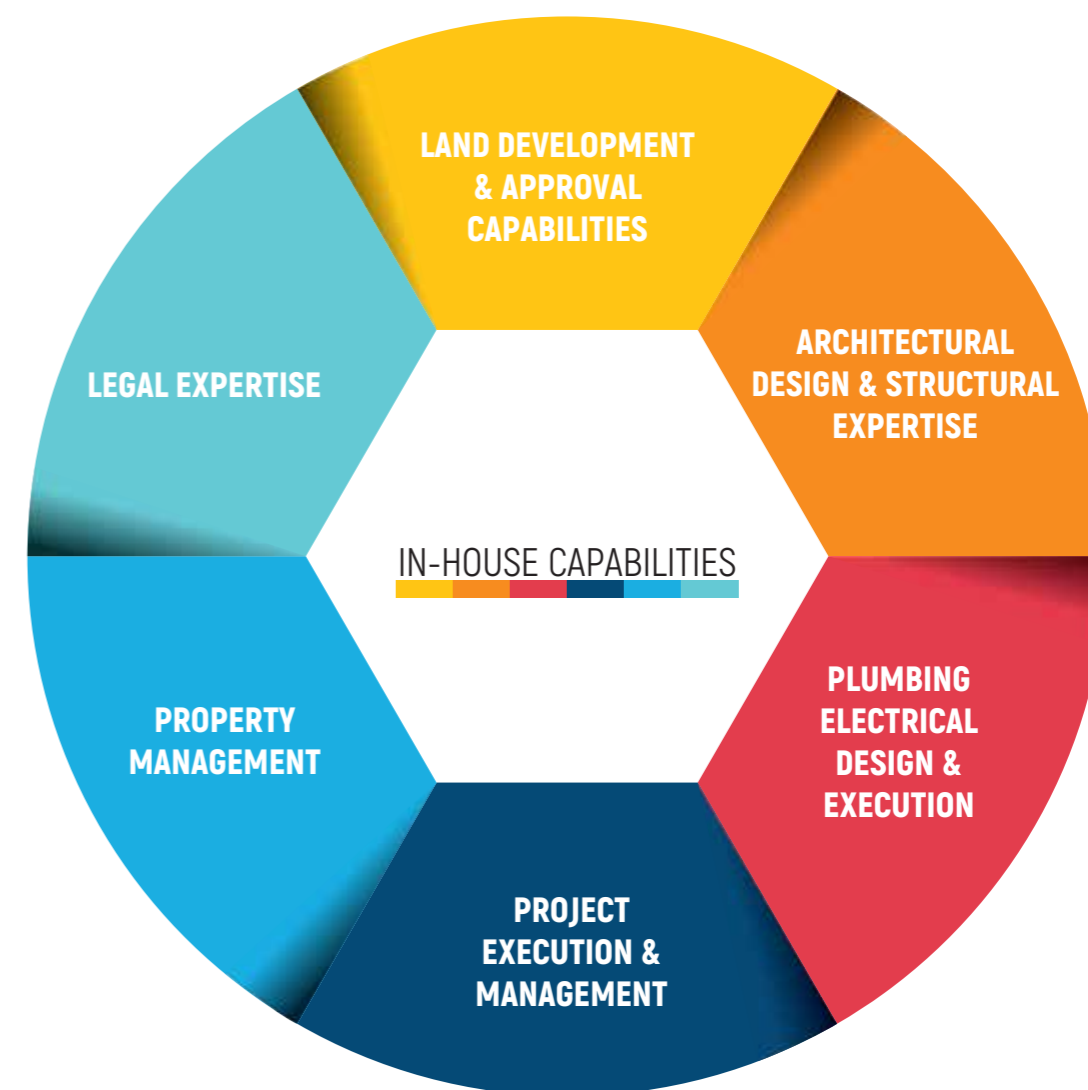 LAND DEVELOPMENT
& APPROVAL
CAPABILITIES
ARCHITECTURAL
DESIGN & STRUCTURAL
EXPERTISE
LEGAL EXPERTISE
IN-HOUSE CAPABILITIES
PLUMBING
ELECTRICAL
DESIGN &
EXECUTION
PROPERTY
MANAGEMENT
PROJECT
EXECUTION &
MANAGEMENT